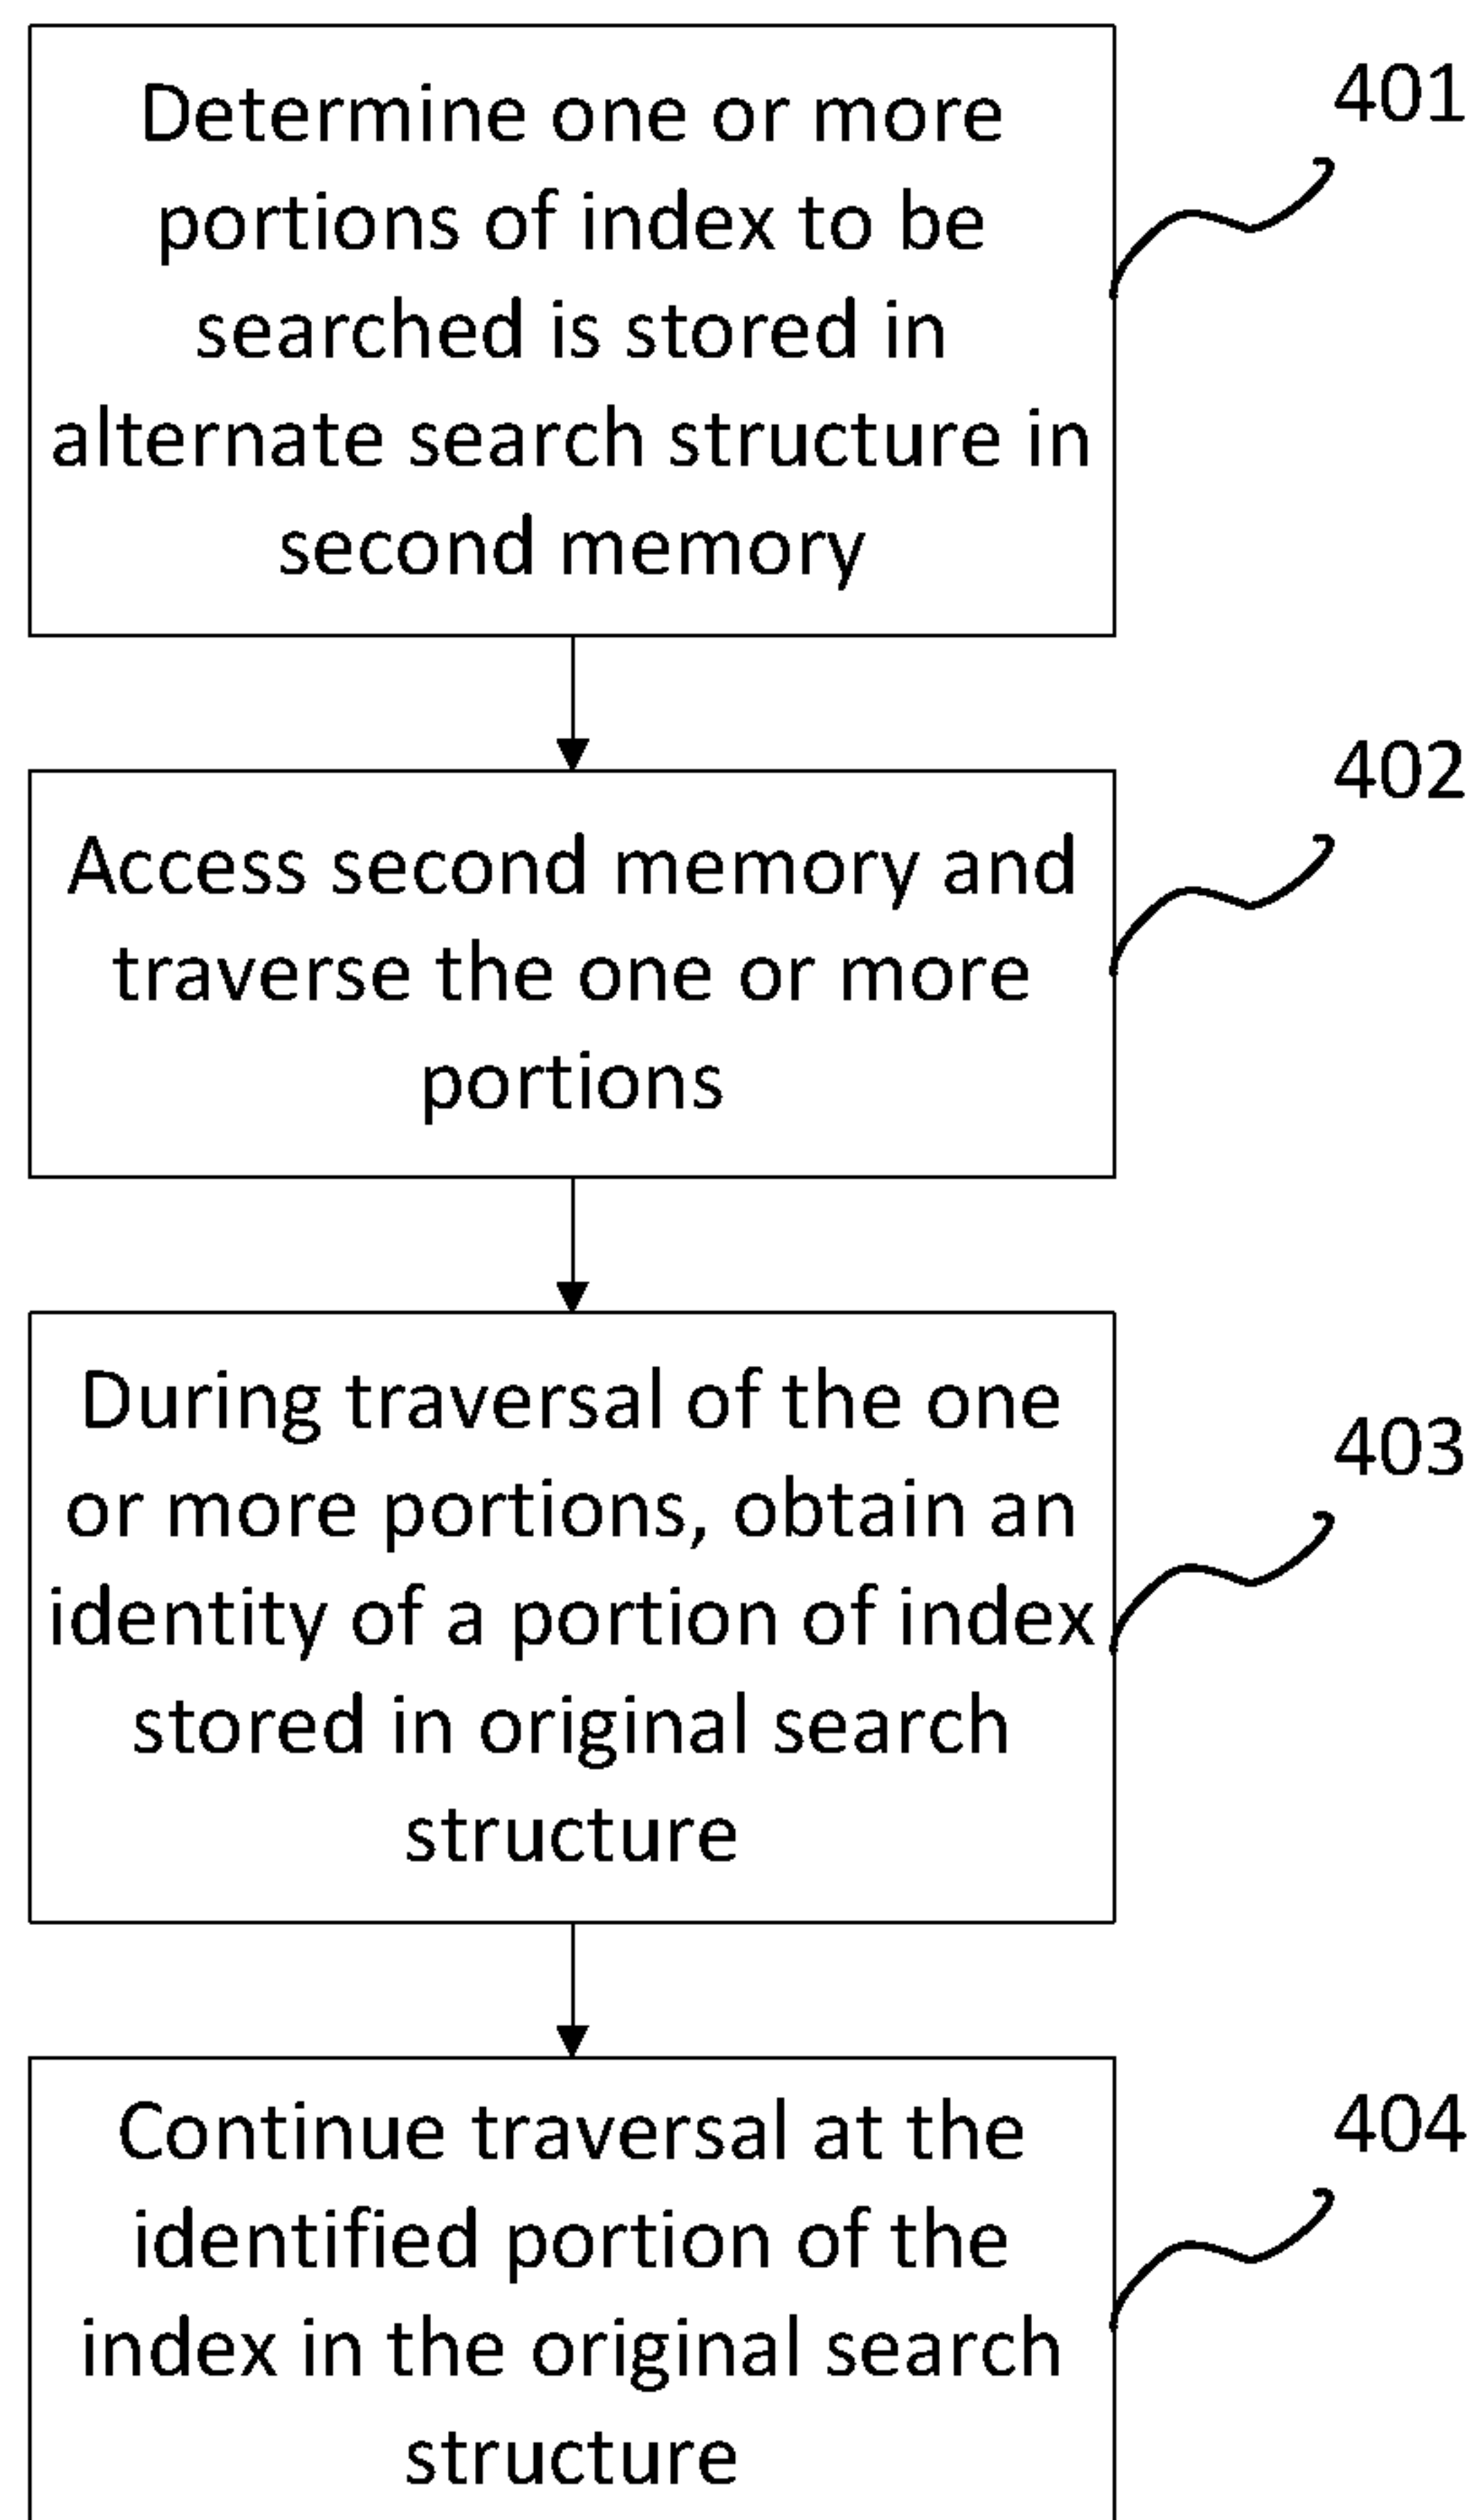 Determine one or more
portions of index to be
searched is stored in
alternate search structure in
second memory
401
Access second memory and
traverse the one or more
portions
402
During traversal of the one
or more portions, obtain an
identity of a portion of index
stored in original search
structure
403
Continue traversal at the
identified portion of the
index in the original search
structure
404